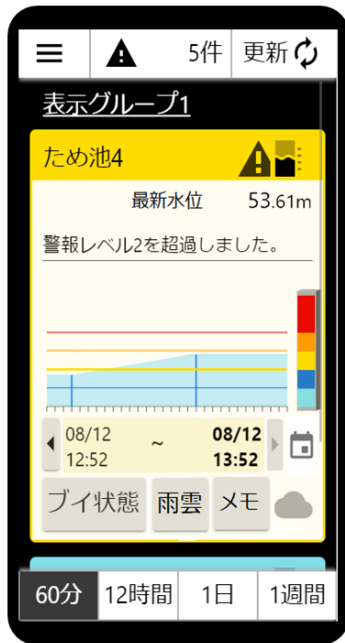 5件 更新
表示グループ1
ため池4
最新水位 53.61m
警報レベル2を超過しました。
08/12 ~ 08/12
12:52 13:52
ブイ状態 雨雲 メモ
60分 12時間 1日 1週間